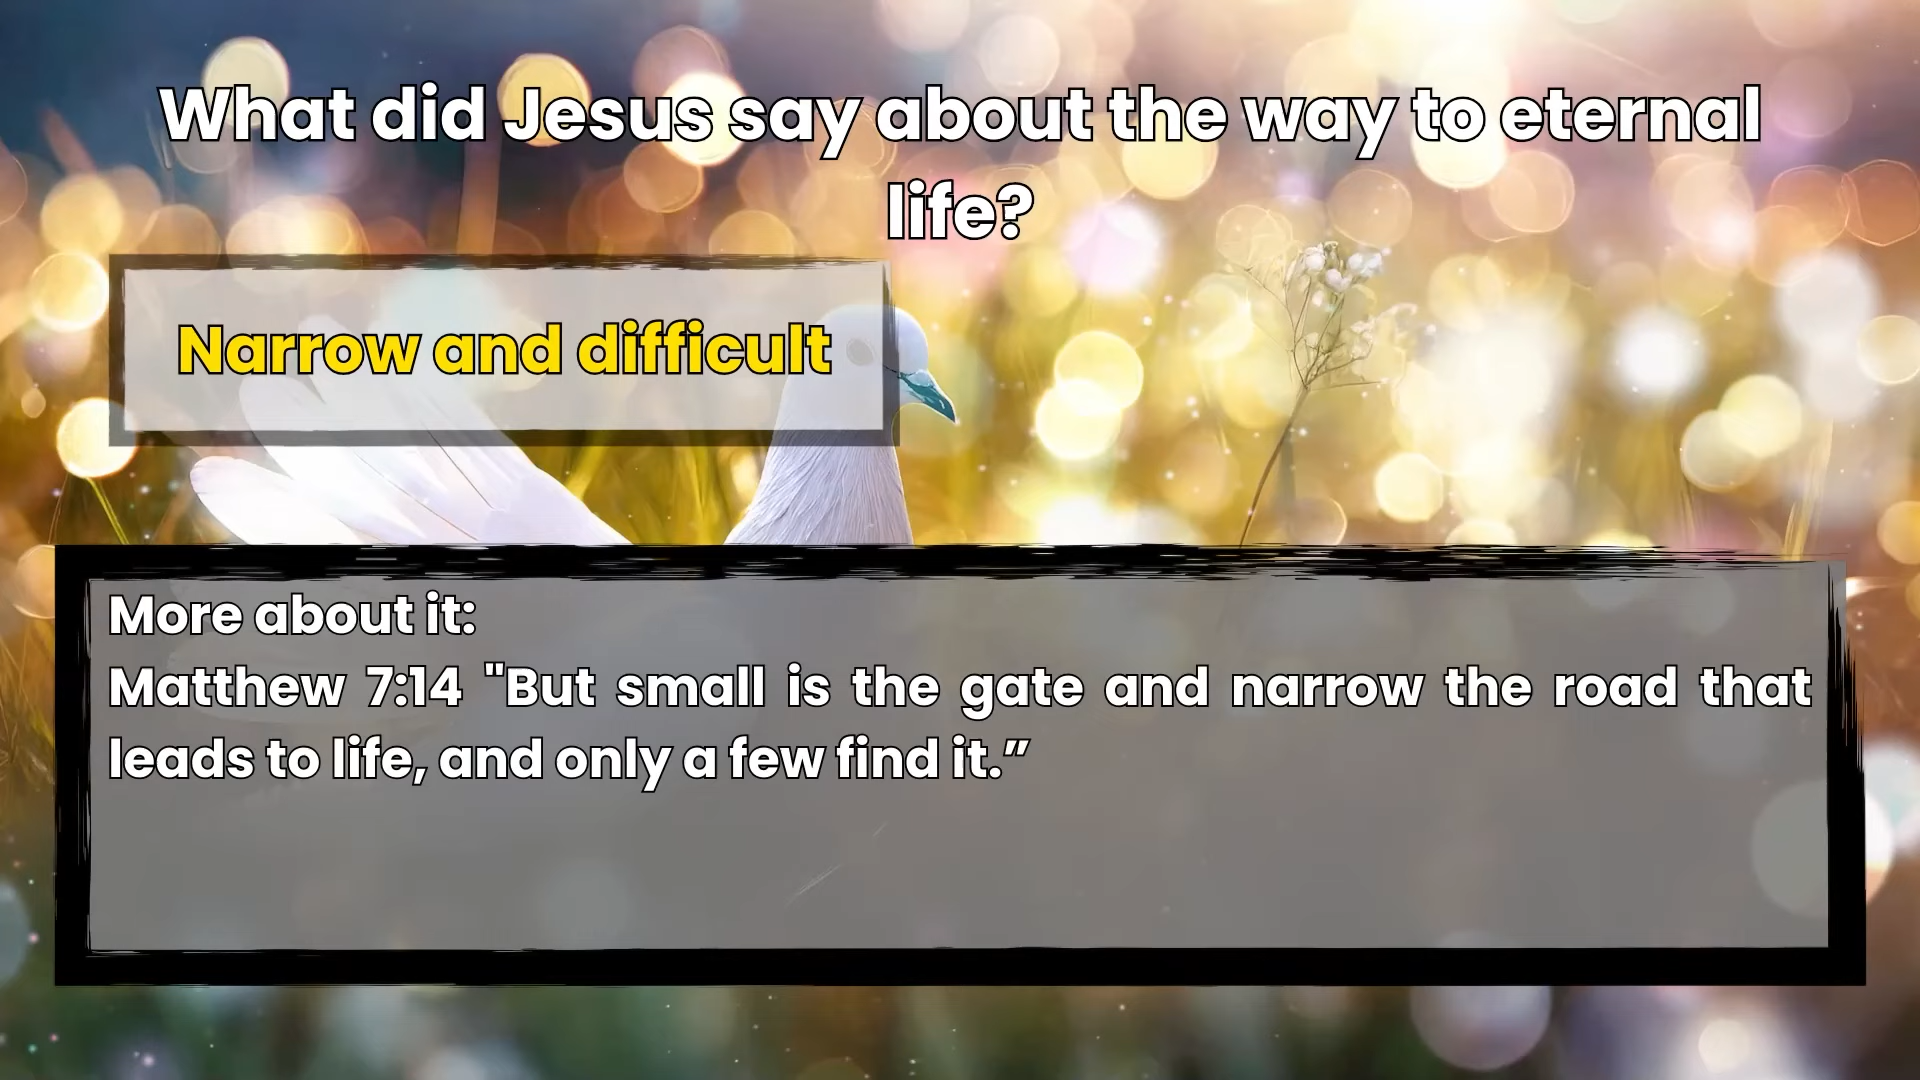 What did Jesus say about the way to eternal
life?
Narrow and difficult
More about it:
Matthew 7:14 "But small is the gate and narrow the road that
leads to life, and only a few find it.”